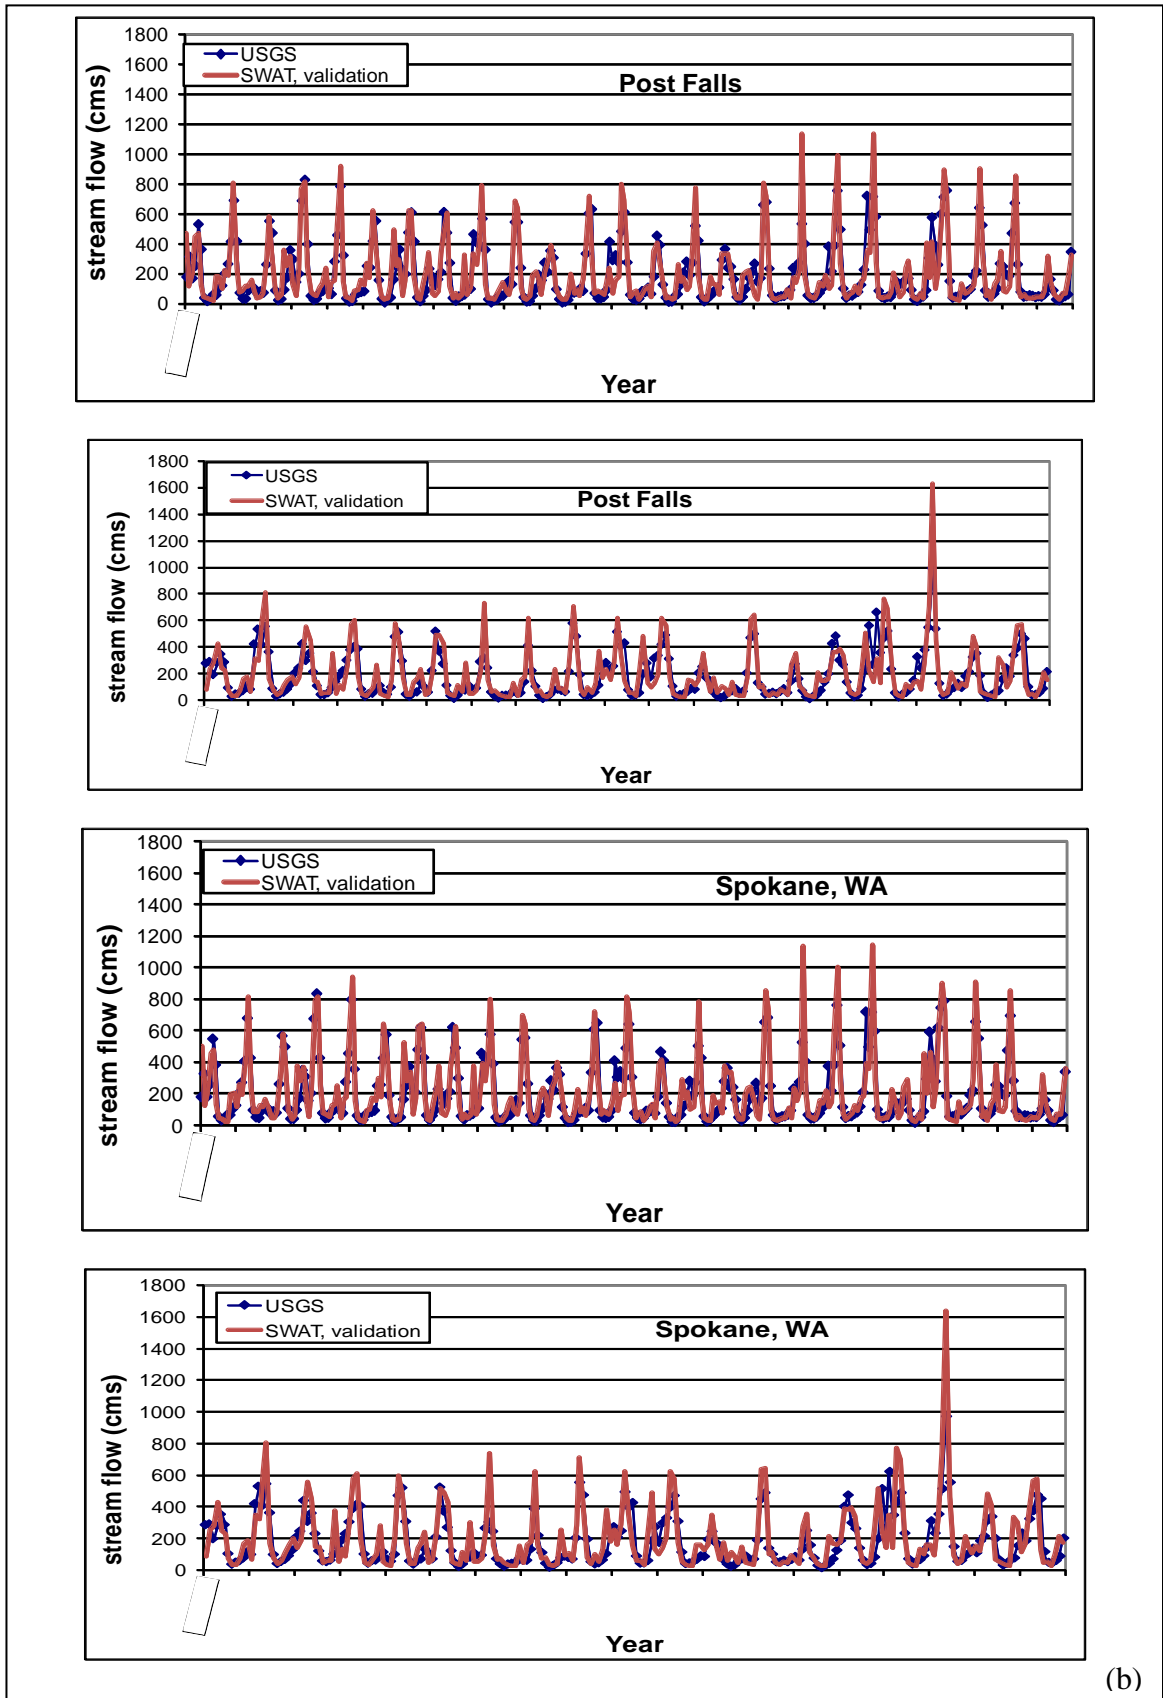 1800
USGS
1600
SWAT, validation
Post Falls
1400
1200
1000
800
600
400
200
0
stream flow (cms)
Year
1800
USGS
1600
SWAT, validation
Post Falls
1400
1200
1000
800
600
400
200
0
stream flow (cms)
Year
1800
USGS
1600
SWAT, validation
Spokane, WA
1400
1200
1000
800
600
400
200
0
stream flow (cms)
Year
1800
USGS
1600
SWAT, validation
Spokane, WA
1400
1200
1000
800
600
400
200
0
stream flow (cms)
Year
(b)